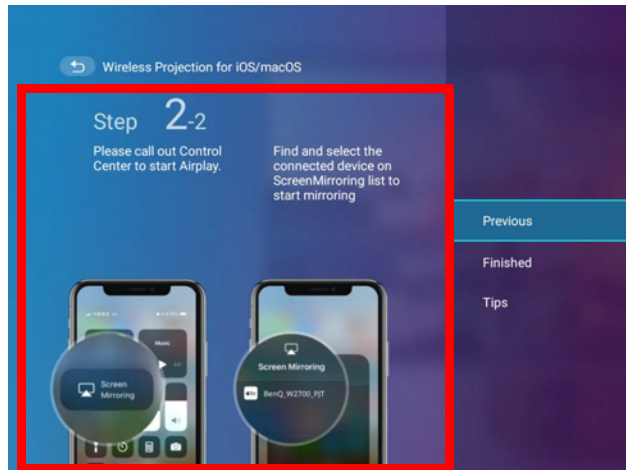 Wireless Projection for iOS/macOS
Step 2-2
Please call out Control
Center to start Airplay.
Find and select the
connected device on
ScreenMirroring list to
start mirroring
Previous
Finished
Tips
Music
Screen
Mirroring
Screen Mirroring
BenQ_W2700_PJT